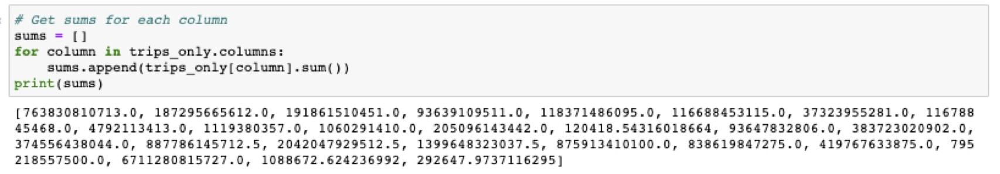 # Get sums for each column
sums = []
for column in trips_only.columns:
    sums.append(trips_only[column].sum())
print(sums)
[763830810713.0, 187295665612.0, 191861510451.0, 93639109511.0, 118371486095.0, 116688453115.0, 37323955281.0, 116788
45468.0, 4792113413.0, 1119380357.0, 1060291410.0, 205096143442.0, 120418.54316018664, 93647832806.0, 383723020902.0,
374556438044.0, 887786145712.5, 2042047929512.5, 1399648323037.5, 875913410100.0, 838619847275.0, 419767633875.0, 795
218557500.0, 6711280815727.0, 1088672.624236992, 292647.9737116295]